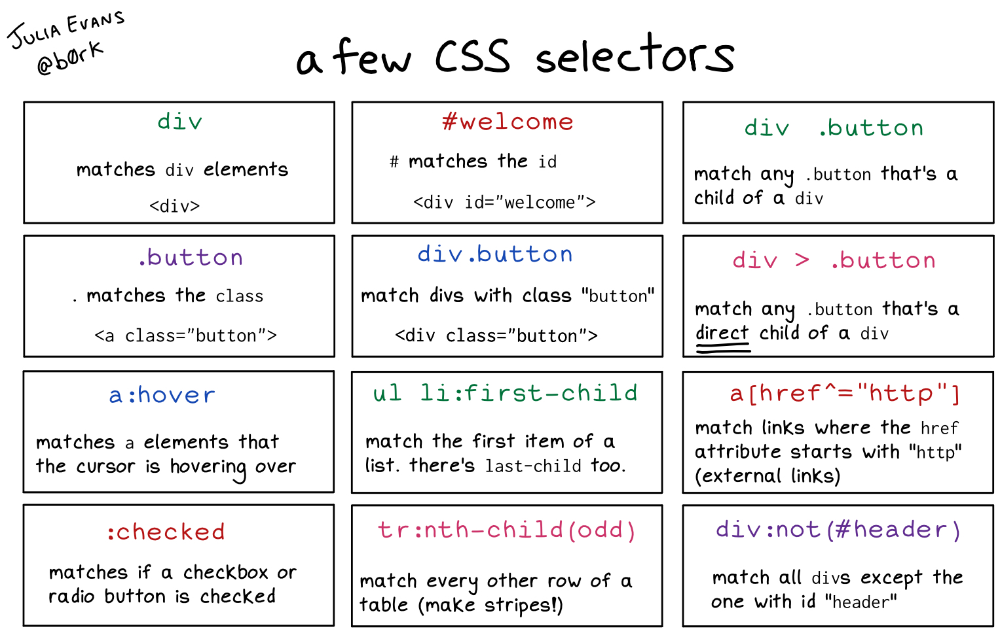 JULIA EVANS
@b0rk
a few CSS selectors
div
matches div elements
<div>
#welcome
# matches the id
<div id="welcome">
div .button
match any .button that's a
child of a div
.button
. matches the class
<a class="button">
div.button
match divs with class "button"
<div class="button">
div > .button
match any .button that's a
direct child of a div
a:hover
matches a elements that
the cursor is hovering over
ul li:first-child
match the first item of a
list. there's last-child too.
a[href^="http"]
match links where the href
attribute starts with "http"
(external links)
:checked
matches if a checkbox or
radio button is checked
tr:nth-child(odd)
match every other row of a
table (make stripes!)
div:not(#header)
match all divs except the
one with id "header"